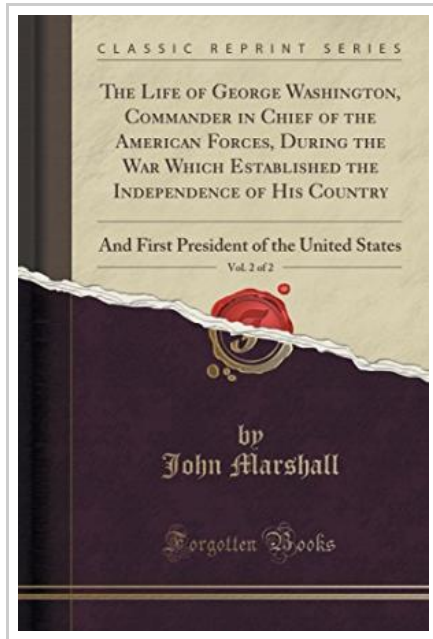 CLASSIC REPRINT SERIES
THE LIFE OF GEORGE WASHINGTON,
COMMANDER IN CHIEF OF THE
AMERICAN FORCES, DURING THE
WAR WHICH ESTABLISHED THE
INDEPENDENCE OF HIS COUNTRY
And First President of the United States
Vol. 2 of 2
by
John Marshall
Forgotten Books